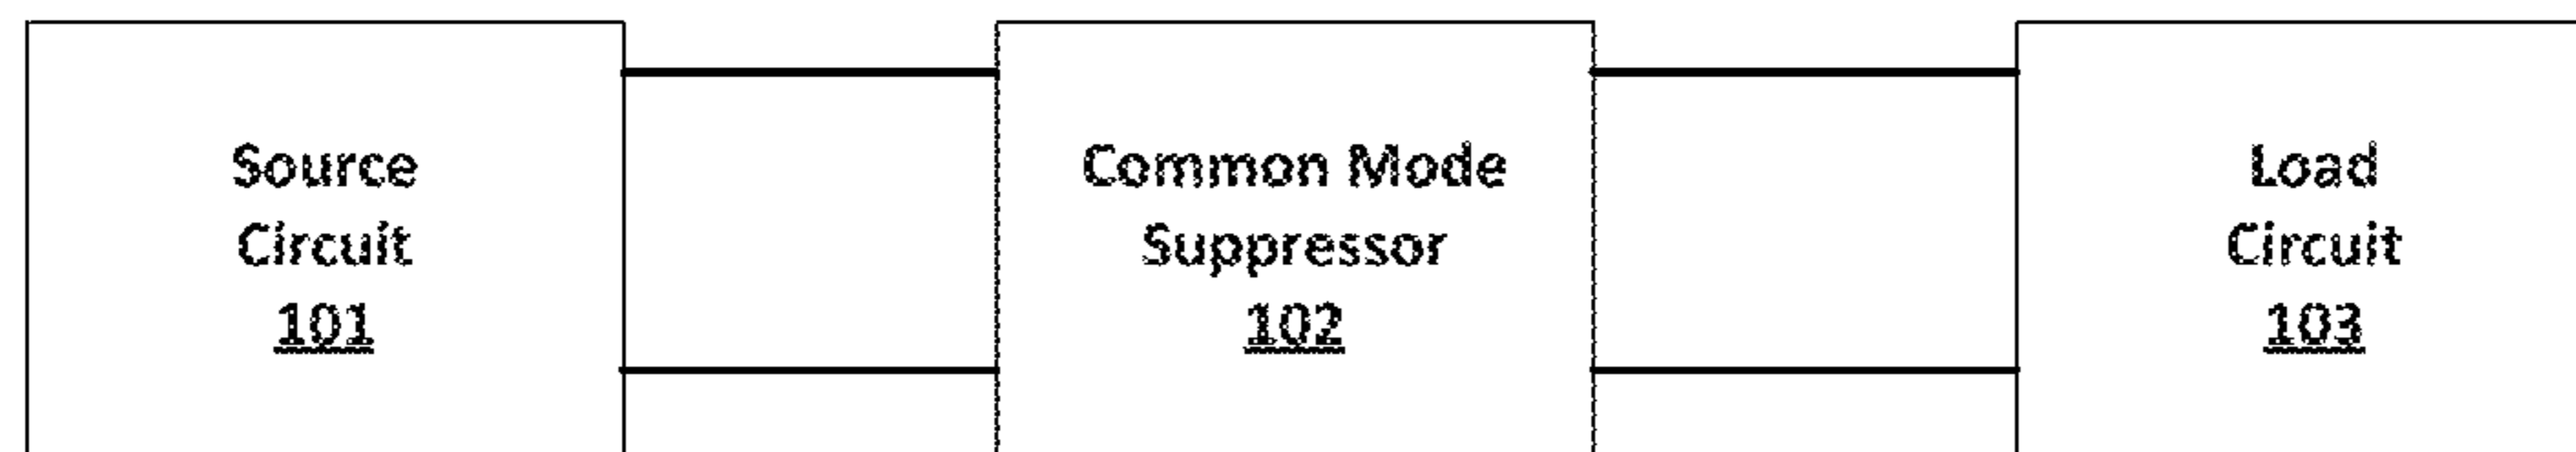 Source
Circuit
101
Common Mode
Suppressor
102
Load
Circuit
103